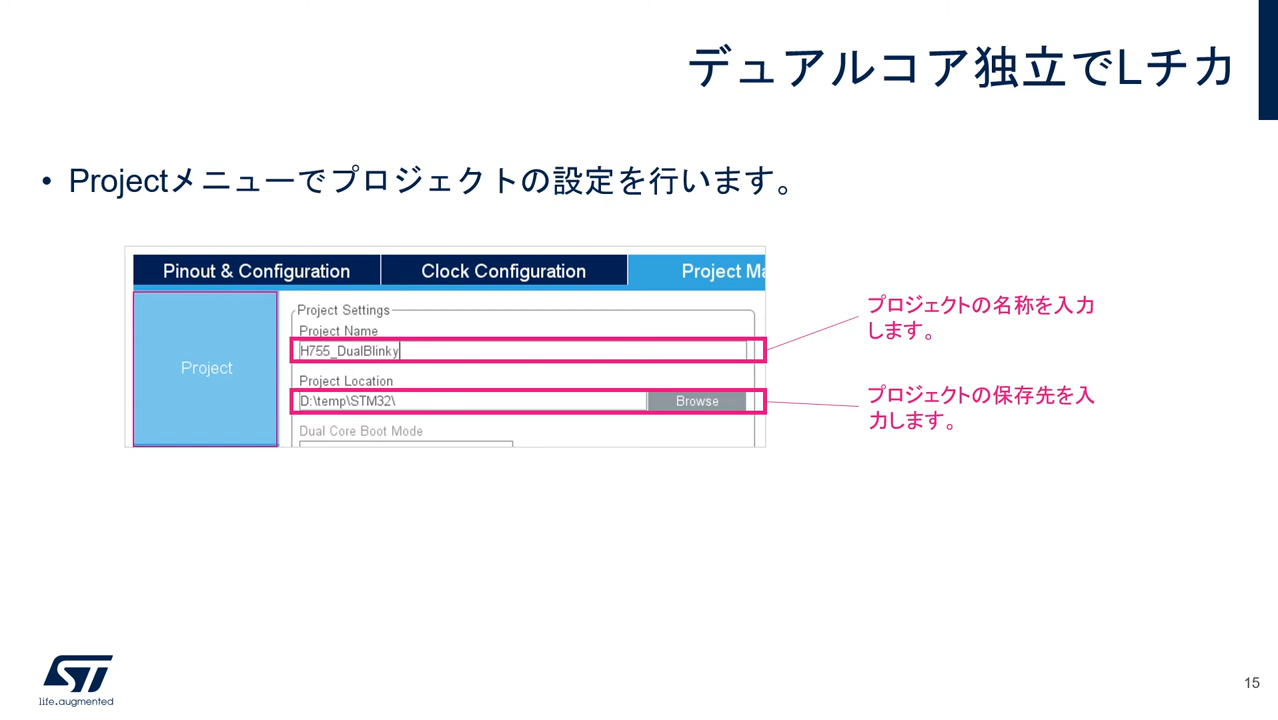 デュアルコア独立でLチカ
• Projectメニューでプロジェクトの設定を行います。
Pinout & Configuration
Clock Configuration
Project Ma
Project
Project Settings
Project Name
H755_DualBlinky
Project Location
D:\temp\STM32\
Browse
Dual Core Boot Mode
プロジェクトの名称を入力
します。
プロジェクトの保存先を入
力します。
ST
life.augmented
15